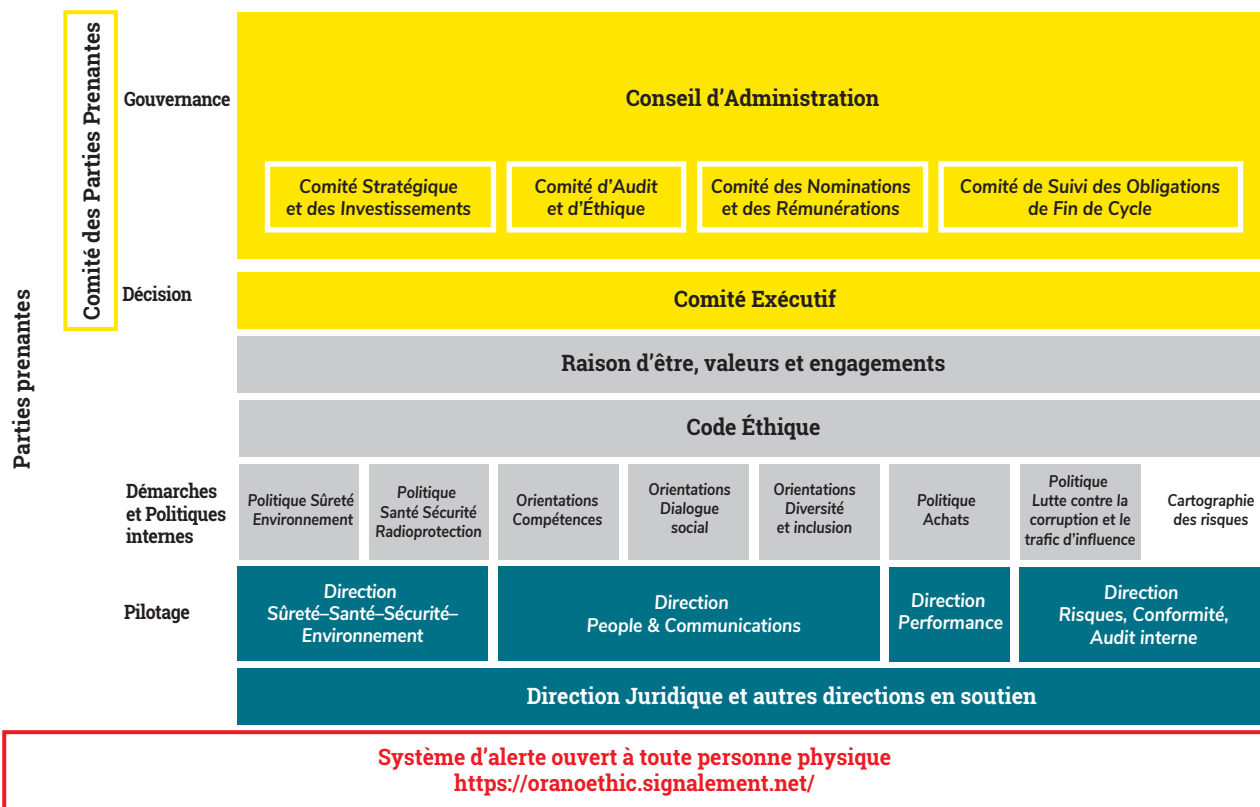 Parties prenantes
Comité des Parties Prenantes
Gouvernance
Conseil d’Administration
Comité Stratégique
et des Investissements
Comité d’Audit
et d’Éthique
Comité des Nominations
et des Rémunérations
Comité de Suivi des Obligations
de Fin de Cycle
Décision
Comité Exécutif
Raison d’être, valeurs et engagements
Code Éthique
Démarches
et Politiques
internes
Politique Sûreté
Environnement
Politique
Santé Sécurité
Radioprotection
Orientations
Compétences
Orientations
Dialogue
social
Orientations
Diversité
et inclusion
Politique
Achats
Politique
Lutte contre la
corruption et le
trafic d’influence
Cartographie
des risques
Pilotage
Direction
Sûreté–Santé–Sécurité–
Environnement
Direction
People & Communications
Direction
Performance
Direction
Risques, Conformité,
Audit interne
Direction Juridique et autres directions en soutien
Système d’alerte ouvert à toute personne physique
https://oranoethic.signalement.net/